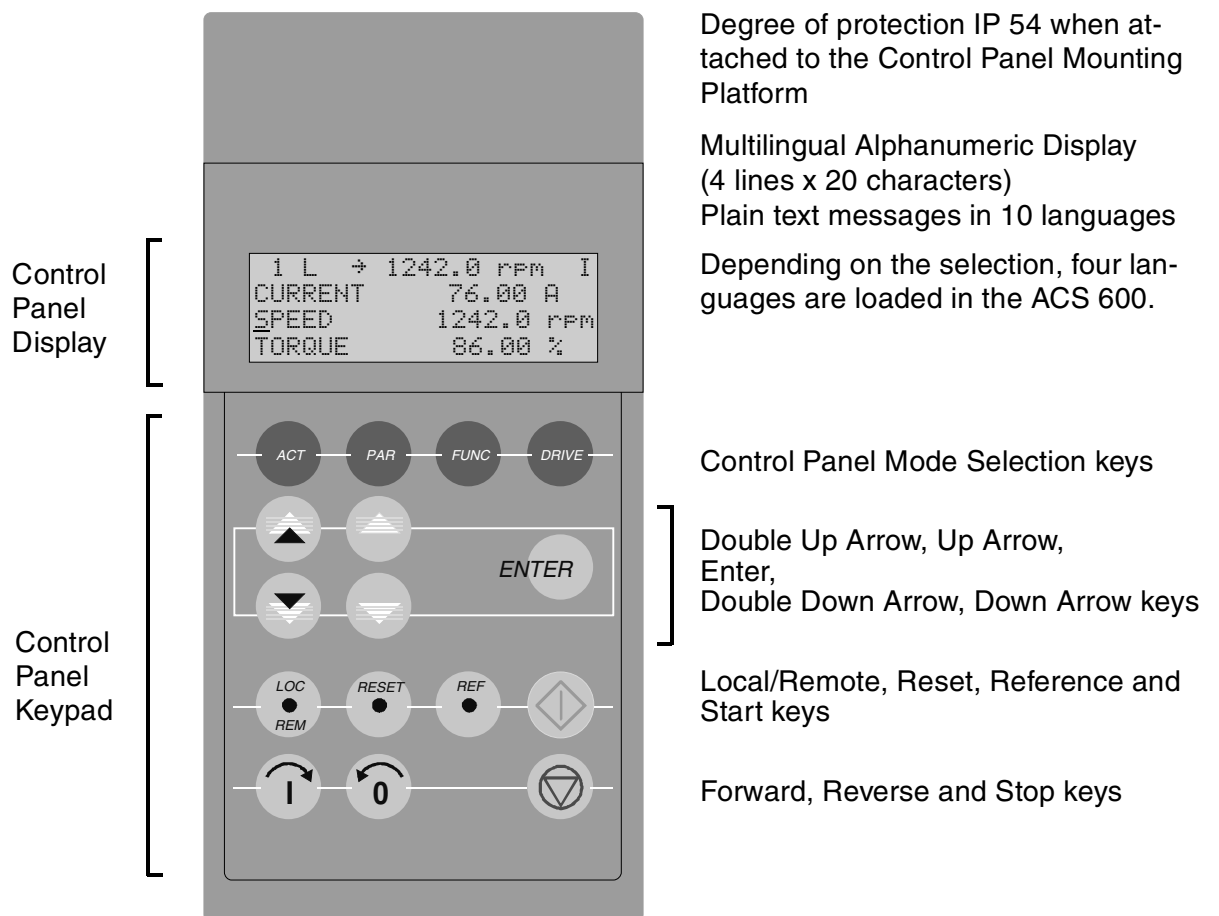 Degree of protection IP 54 when at-
tached to the Control Panel Mounting
Platform
Multilingual Alphanumeric Display
(4 lines x 20 characters)
Plain text messages in 10 languages
Depending on the selection, four lan-
guages are loaded in the ACS 600.
Control
Panel
Display
1 L → 1242.0 rpm I
CURRENT 76.00 A
SPEED 1242.0 rpm
TORQUE 86.00 %
Control
Panel
Keypad
ACT PAR FUNC DRIVE
Control Panel Mode Selection keys
ENTER
Double Up Arrow, Up Arrow,
Enter,
Double Down Arrow, Down Arrow keys
LOC RESET REF
REM
Local/Remote, Reset, Reference and
Start keys
I 0
Forward, Reverse and Stop keys